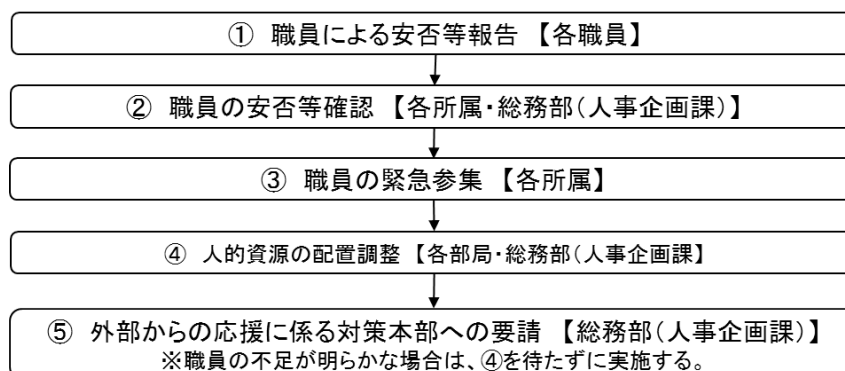 ① 職員による安否等報告 【各職員】
② 職員の安否等確認 【各所属・総務部(人事企画課)】
③ 職員の緊急参集 【各所属】
④ 人的資源の配置調整 【各部局・総務部(人事企画課】
⑤ 外部からの応援に係る対策本部への要請 【総務部(人事企画課)】
※職員の不足が明らかな場合は、④を待たずに実施する。